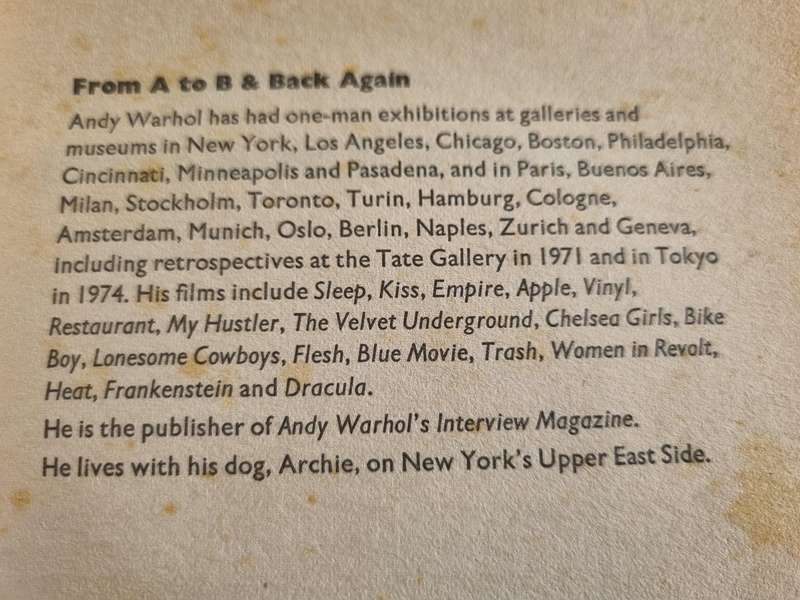 From A to B & Back Again
Andy Warhol has had one-man exhibitions at galleries and
museums in New York, Los Angeles, Chicago, Boston, Philadelphia,
Cincinnati, Minneapolis and Pasadena, and in Paris, Buenos Aires,
Milan, Stockholm, Toronto, Turin, Hamburg, Cologne,
Amsterdam, Munich, Oslo, Berlin, Naples, Zurich and Geneva,
including retrospectives at the Tate Gallery in 1971 and in Tokyo
in 1974. His films include Sleep, Kiss, Empire, Apple, Vinyl,
Restaurant, My Hustler, The Velvet Underground, Chelsea Girls, Bike
Boy, Lonesome Cowboys, Flesh, Blue Movie, Trash, Women in Revolt,
Heat, Frankenstein and Dracula.
He is the publisher of Andy Warhol's Interview Magazine.
He lives with his dog, Archie, on New York's Upper East Side.